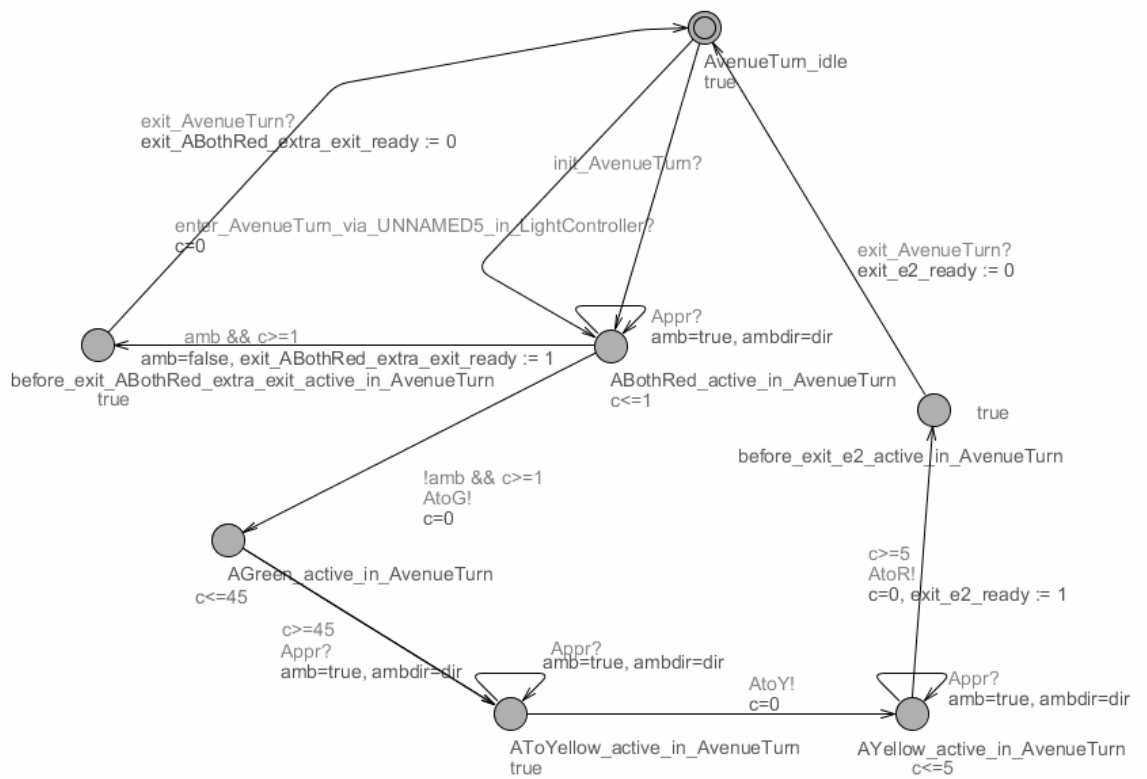 AvenueTurn_idle
true
exit_AvenueTurn?
exit_ABothRed_extra_exit_ready := 0
init_AvenueTurn?
enter_AvenueTurn_via_UNNAMED5_in_LightController?
c=0
exit_AvenueTurn?
exit_e2_ready := 0
Appr?
amb=true, ambdir=dir
amb && c>=1
amb=false, exit_ABothRed_extra_exit_ready := 1
before_exit_ABothRed_extra_exit_active_in_AvenueTurn
true
ABothRed_active_in_AvenueTurn
c<=1
true
before_exit_e2_active_in_AvenueTurn
!amb && c>=1
AtoG!
c=0
AGreen_active_in_AvenueTurn
c<=45
c>=5
AtoR!
c=0, exit_e2_ready := 1
c>=45
Appr?
amb=true, ambdir=dir
Appr?
amb=true, ambdir=dir
AtoY!
c=0
Appr?
amb=true, ambdir=dir
AToYellow_active_in_AvenueTurn
true
AYellow_active_in_AvenueTurn
c<=5